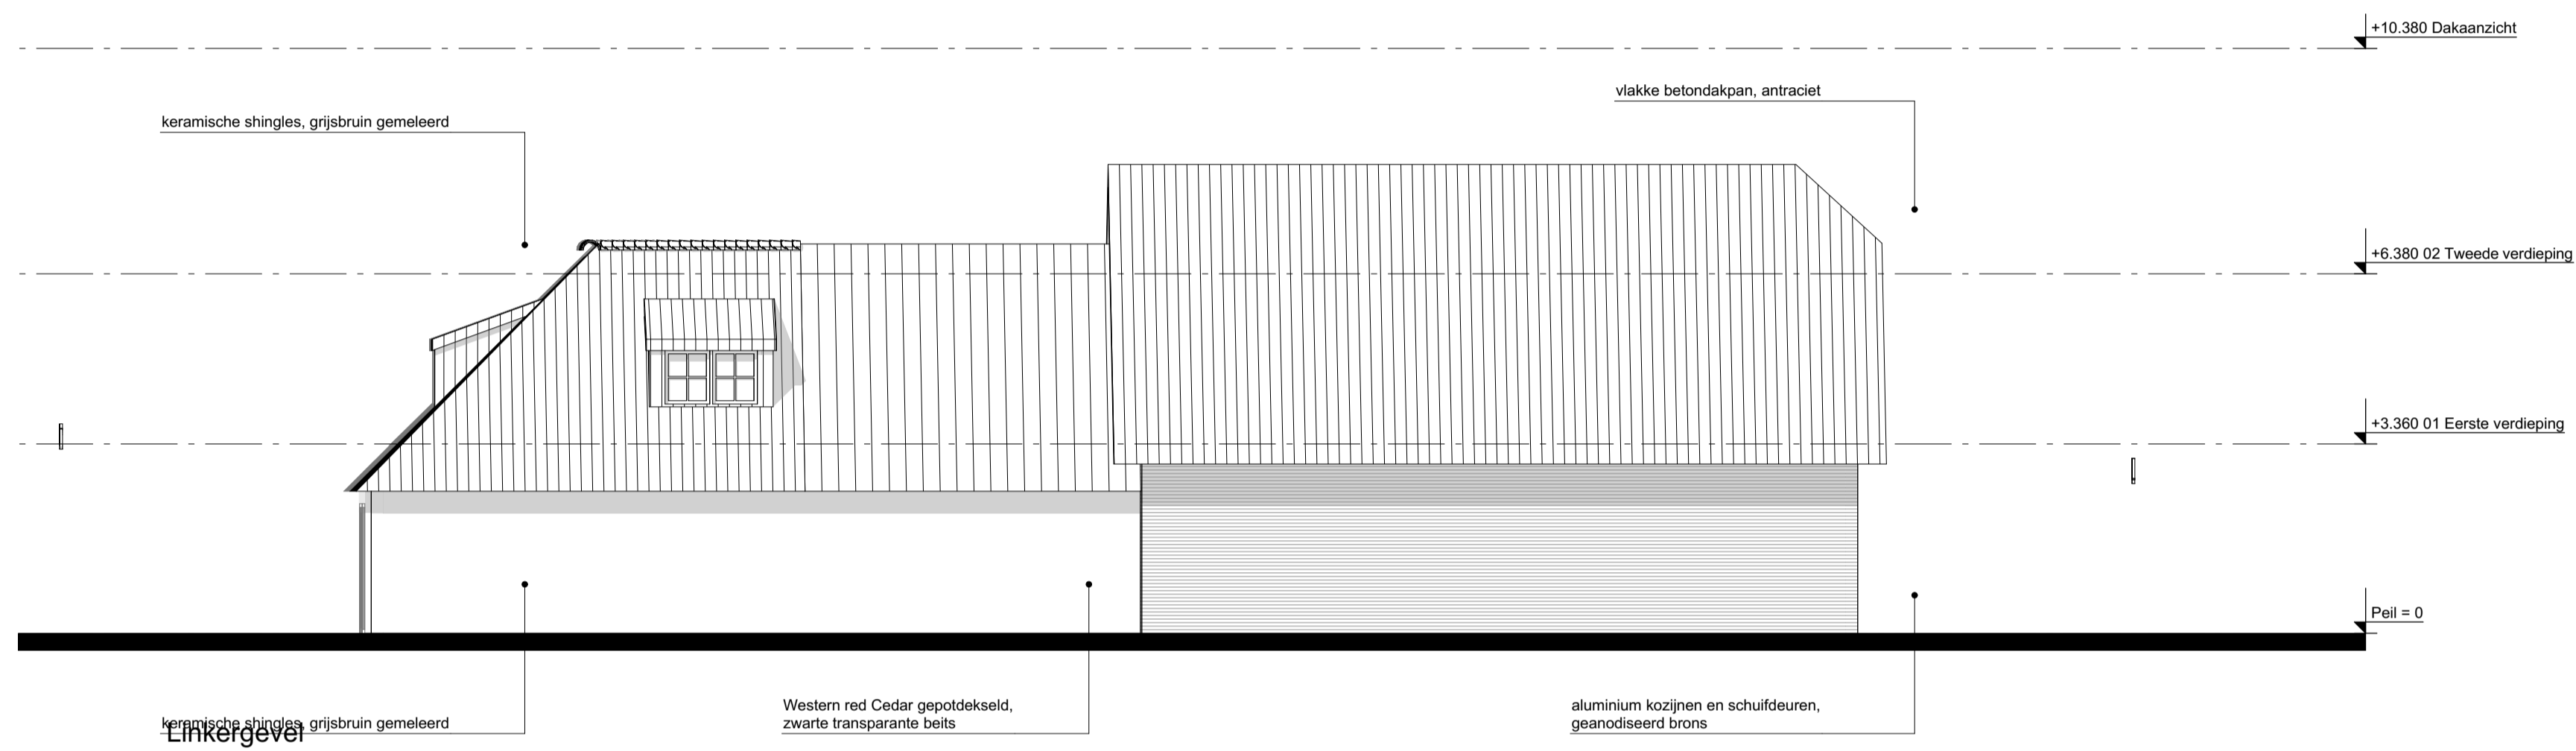 +10.380 Dakaanzicht
vlakke betondakpan, antraciet
keramische shingles, grijsbruin gemeleerd
+6.380 02 Tweede verdieping
+3.360 01 Eerste verdieping
Peil = 0
keramische shingles, grijsbruin gemeleerd
Linkergevel
Western red Cedar gepotdekseld,
zwarte transparante beits
aluminium kozijnen en schuifdeuren,
geanodiseerd brons